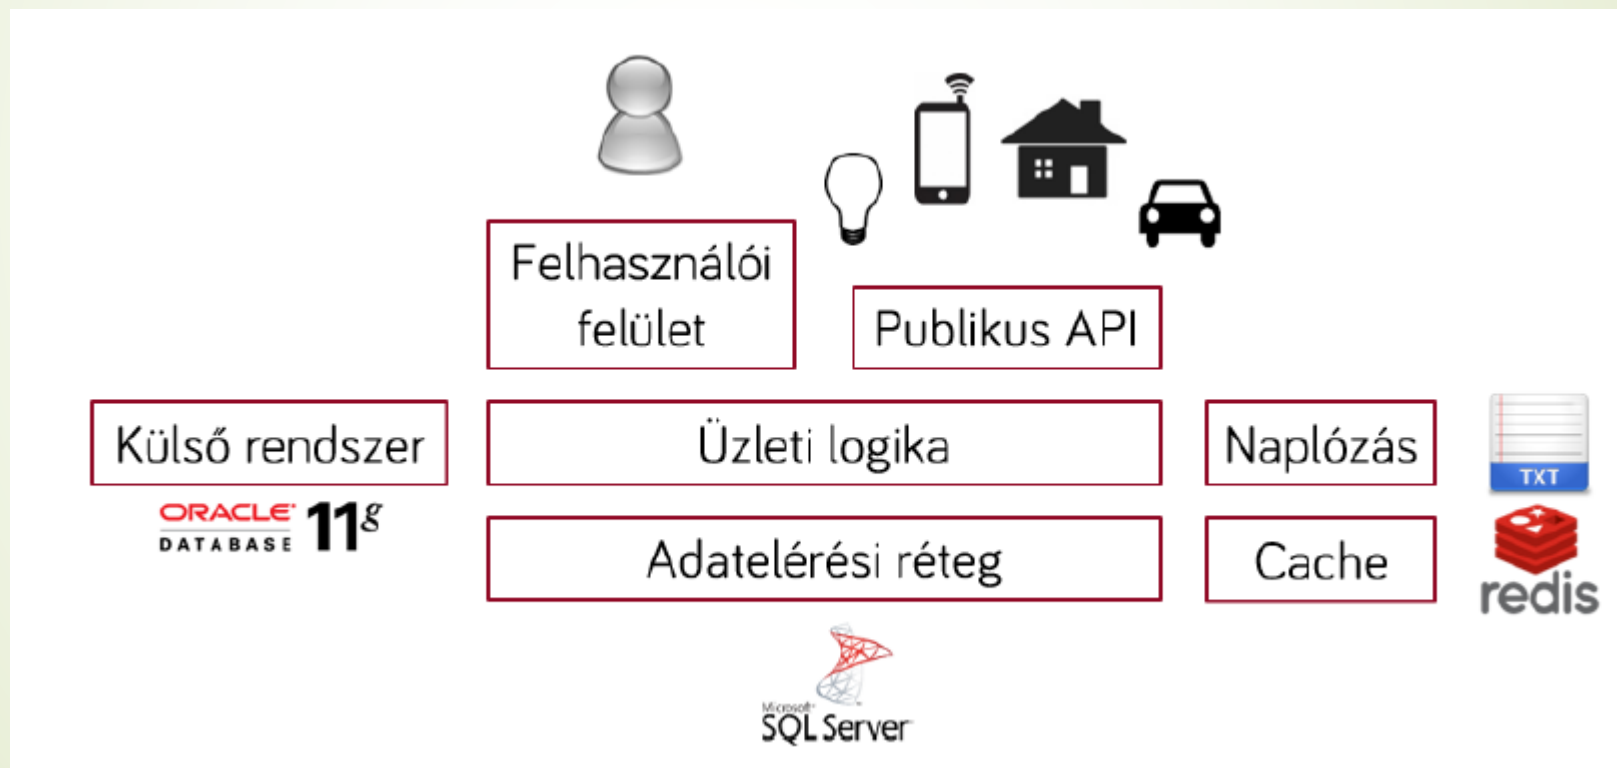 Felhasználói
felület
Publikus API
Külső rendszer
Üzleti logika
Naplózás
TXT
ORACLE
DATABASE 11g
Adatelérési réteg
Cache
redis
Microsoft
SQL Server